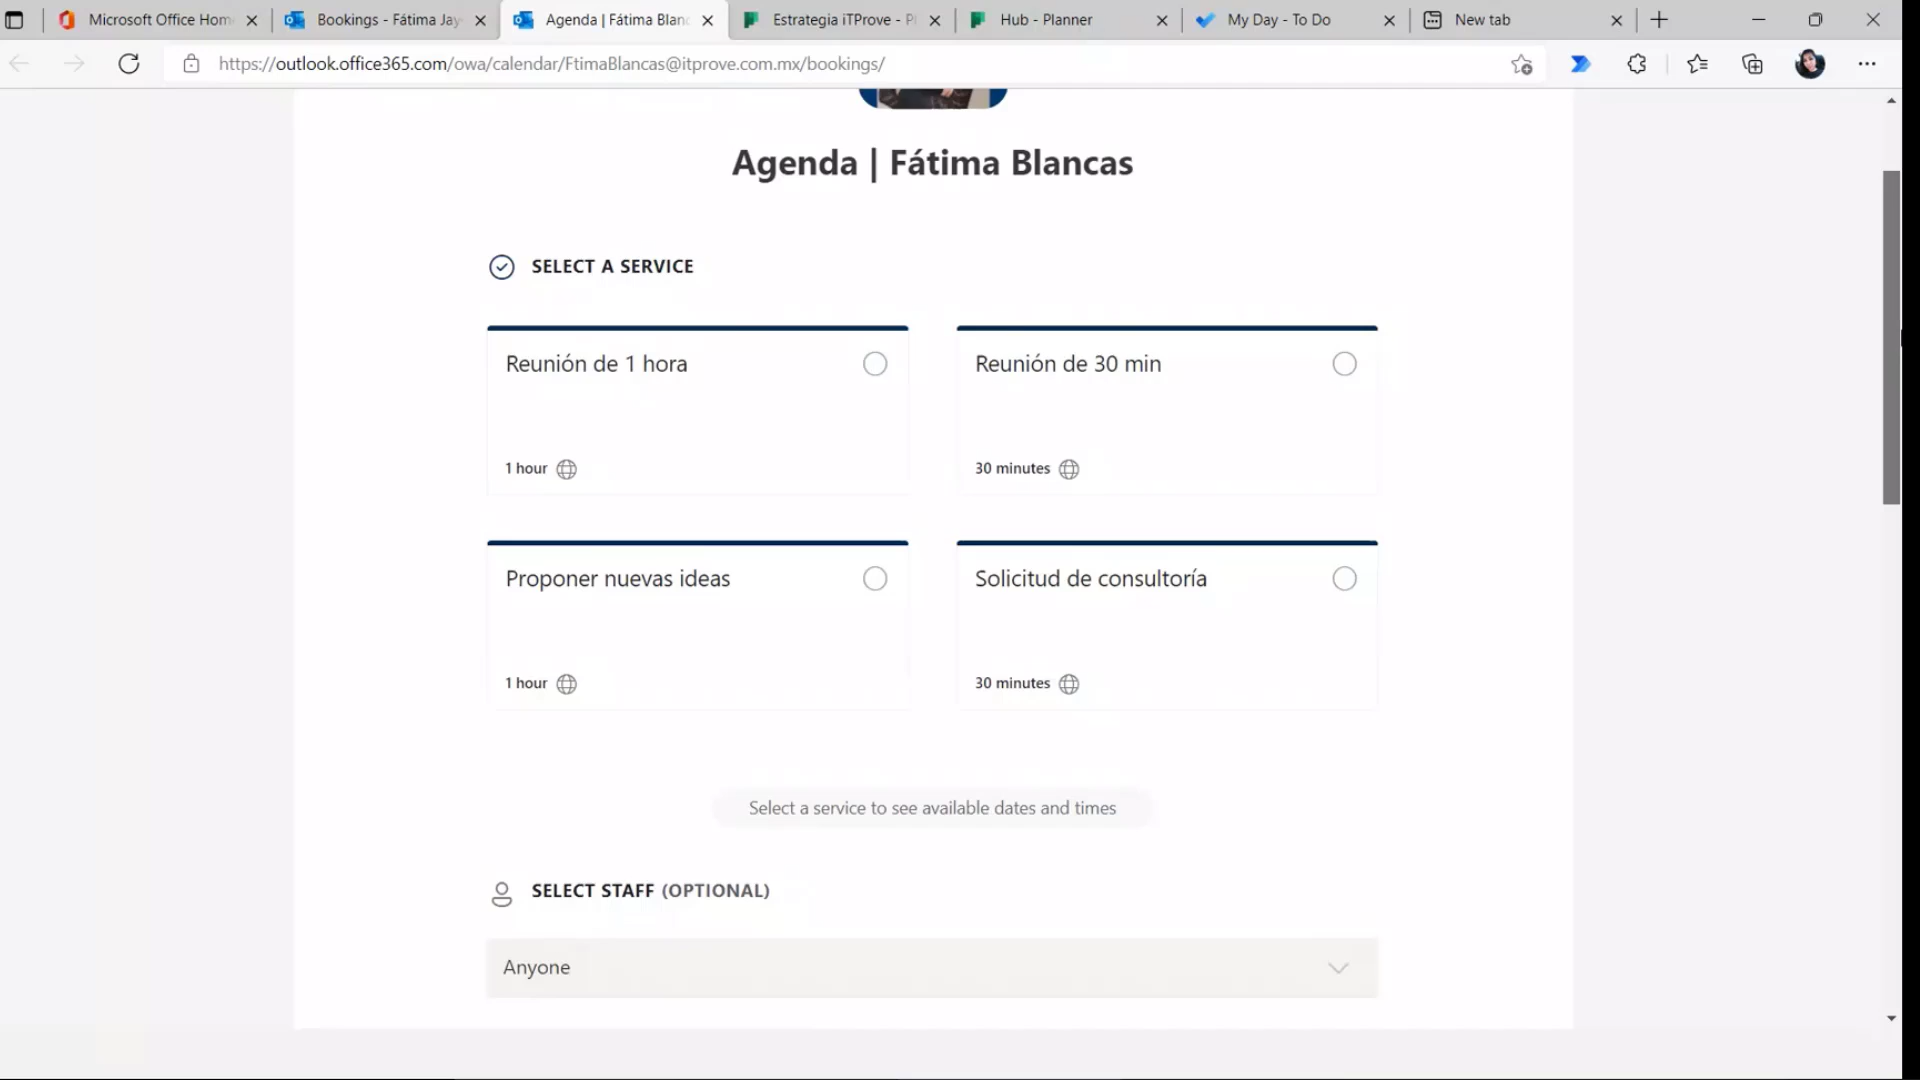 Microsoft Office Hom
Bookings - Fátima Jay
Agenda | Fátima Blanc
Estrategia iTProve - Pl
Hub - Planner
My Day - To Do
New tab
https://outlook.office365.com/owa/calendar/FtimaBlancas@itprove.com.mx/bookings/
Agenda | Fátima Blancas
SELECT A SERVICE
Reunión de 1 hora
Reunión de 30 min
1 hour
30 minutes
Proponer nuevas ideas
Solicitud de consultoría
1 hour
30 minutes
Select a service to see available dates and times
SELECT STAFF (OPTIONAL)
Anyone